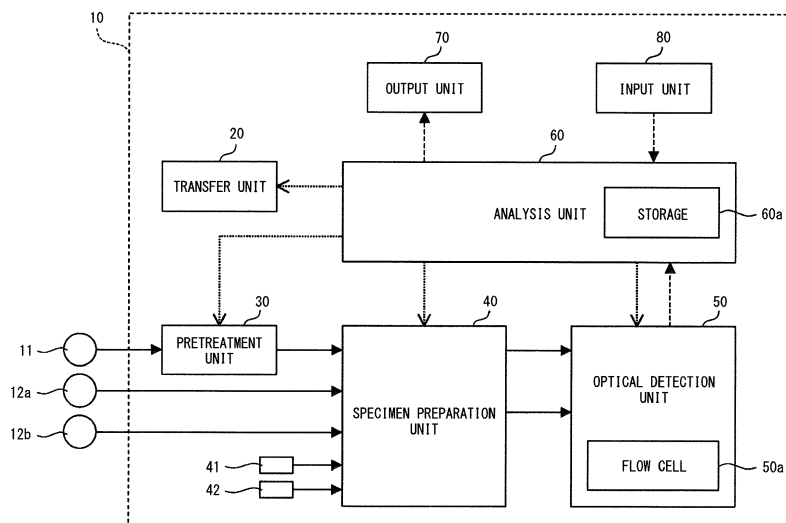 10
70
80
OUTPUT UNIT
INPUT UNIT
20
60
TRANSFER UNIT
ANALYSIS UNIT
STORAGE
60a
30
40
50
11
PRETREATMENT
UNIT
12a
OPTICAL DETECTION
UNIT
12b
SPECIMEN PREPARATION
UNIT
41
FLOW CELL
50a
42